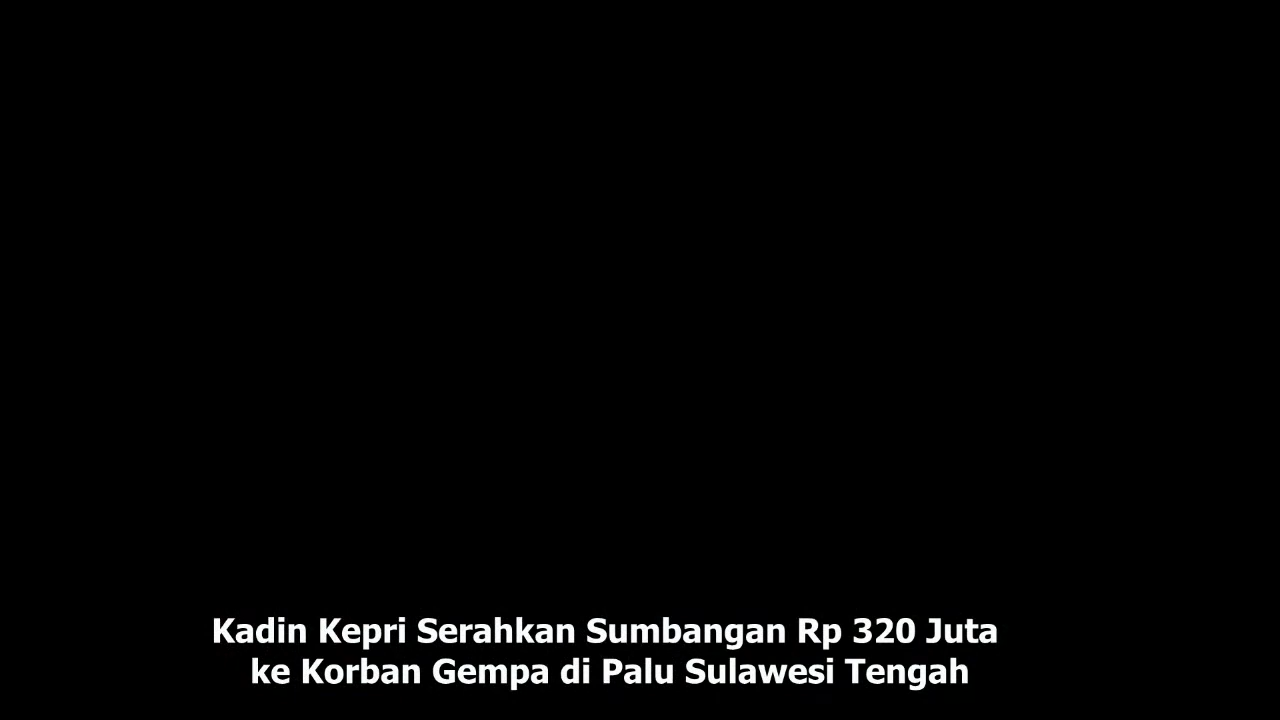 Kadin Kepri Serahkan Sumbangan Rp 320 Juta
ke Korban Gempa di Palu Sulawesi Tengah